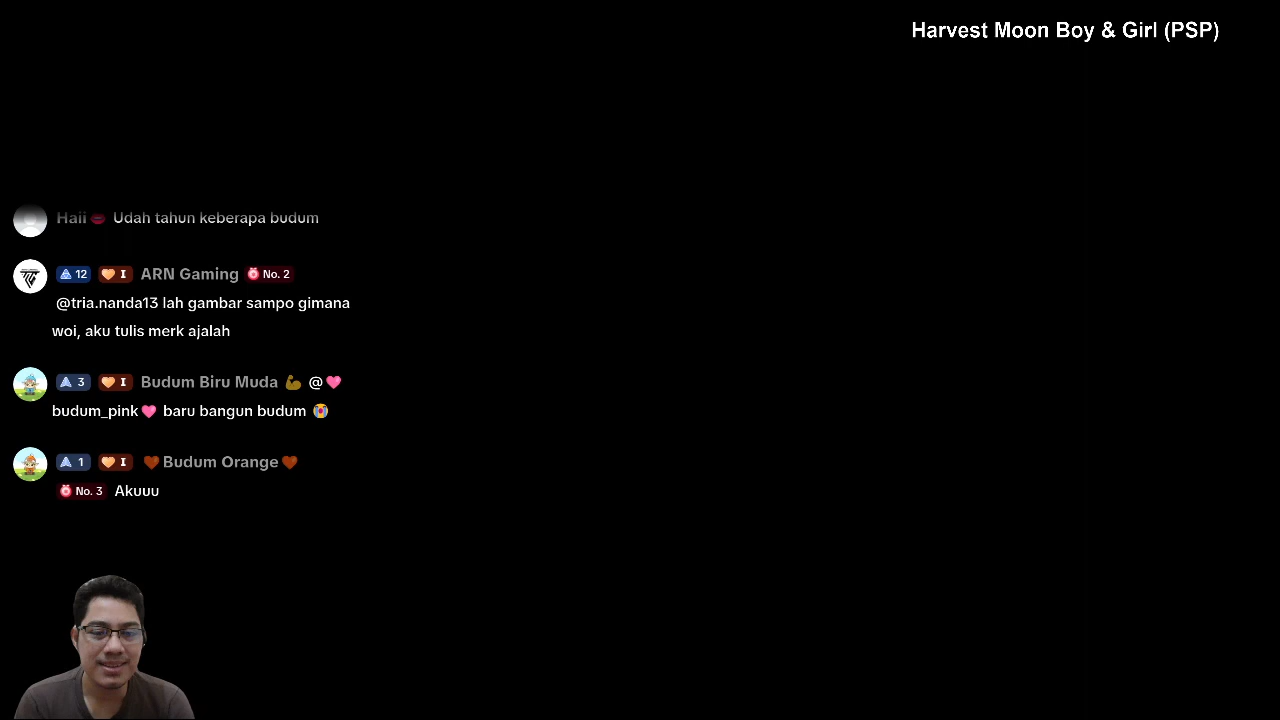 Harvest Moon Boy & Girl (PSP)
Haii Udah tahun keberapa budum
12 I ARN Gaming No. 2
@tria.nanda13 lah gambar sampo gimana
woi, aku tulis merk ajalah
3 I Budum Biru Muda 💪 @🩷
budum_pink🩷 baru bangun budum 😭
1 I 🤎Budum Orange🤎
No. 3 Akuuu